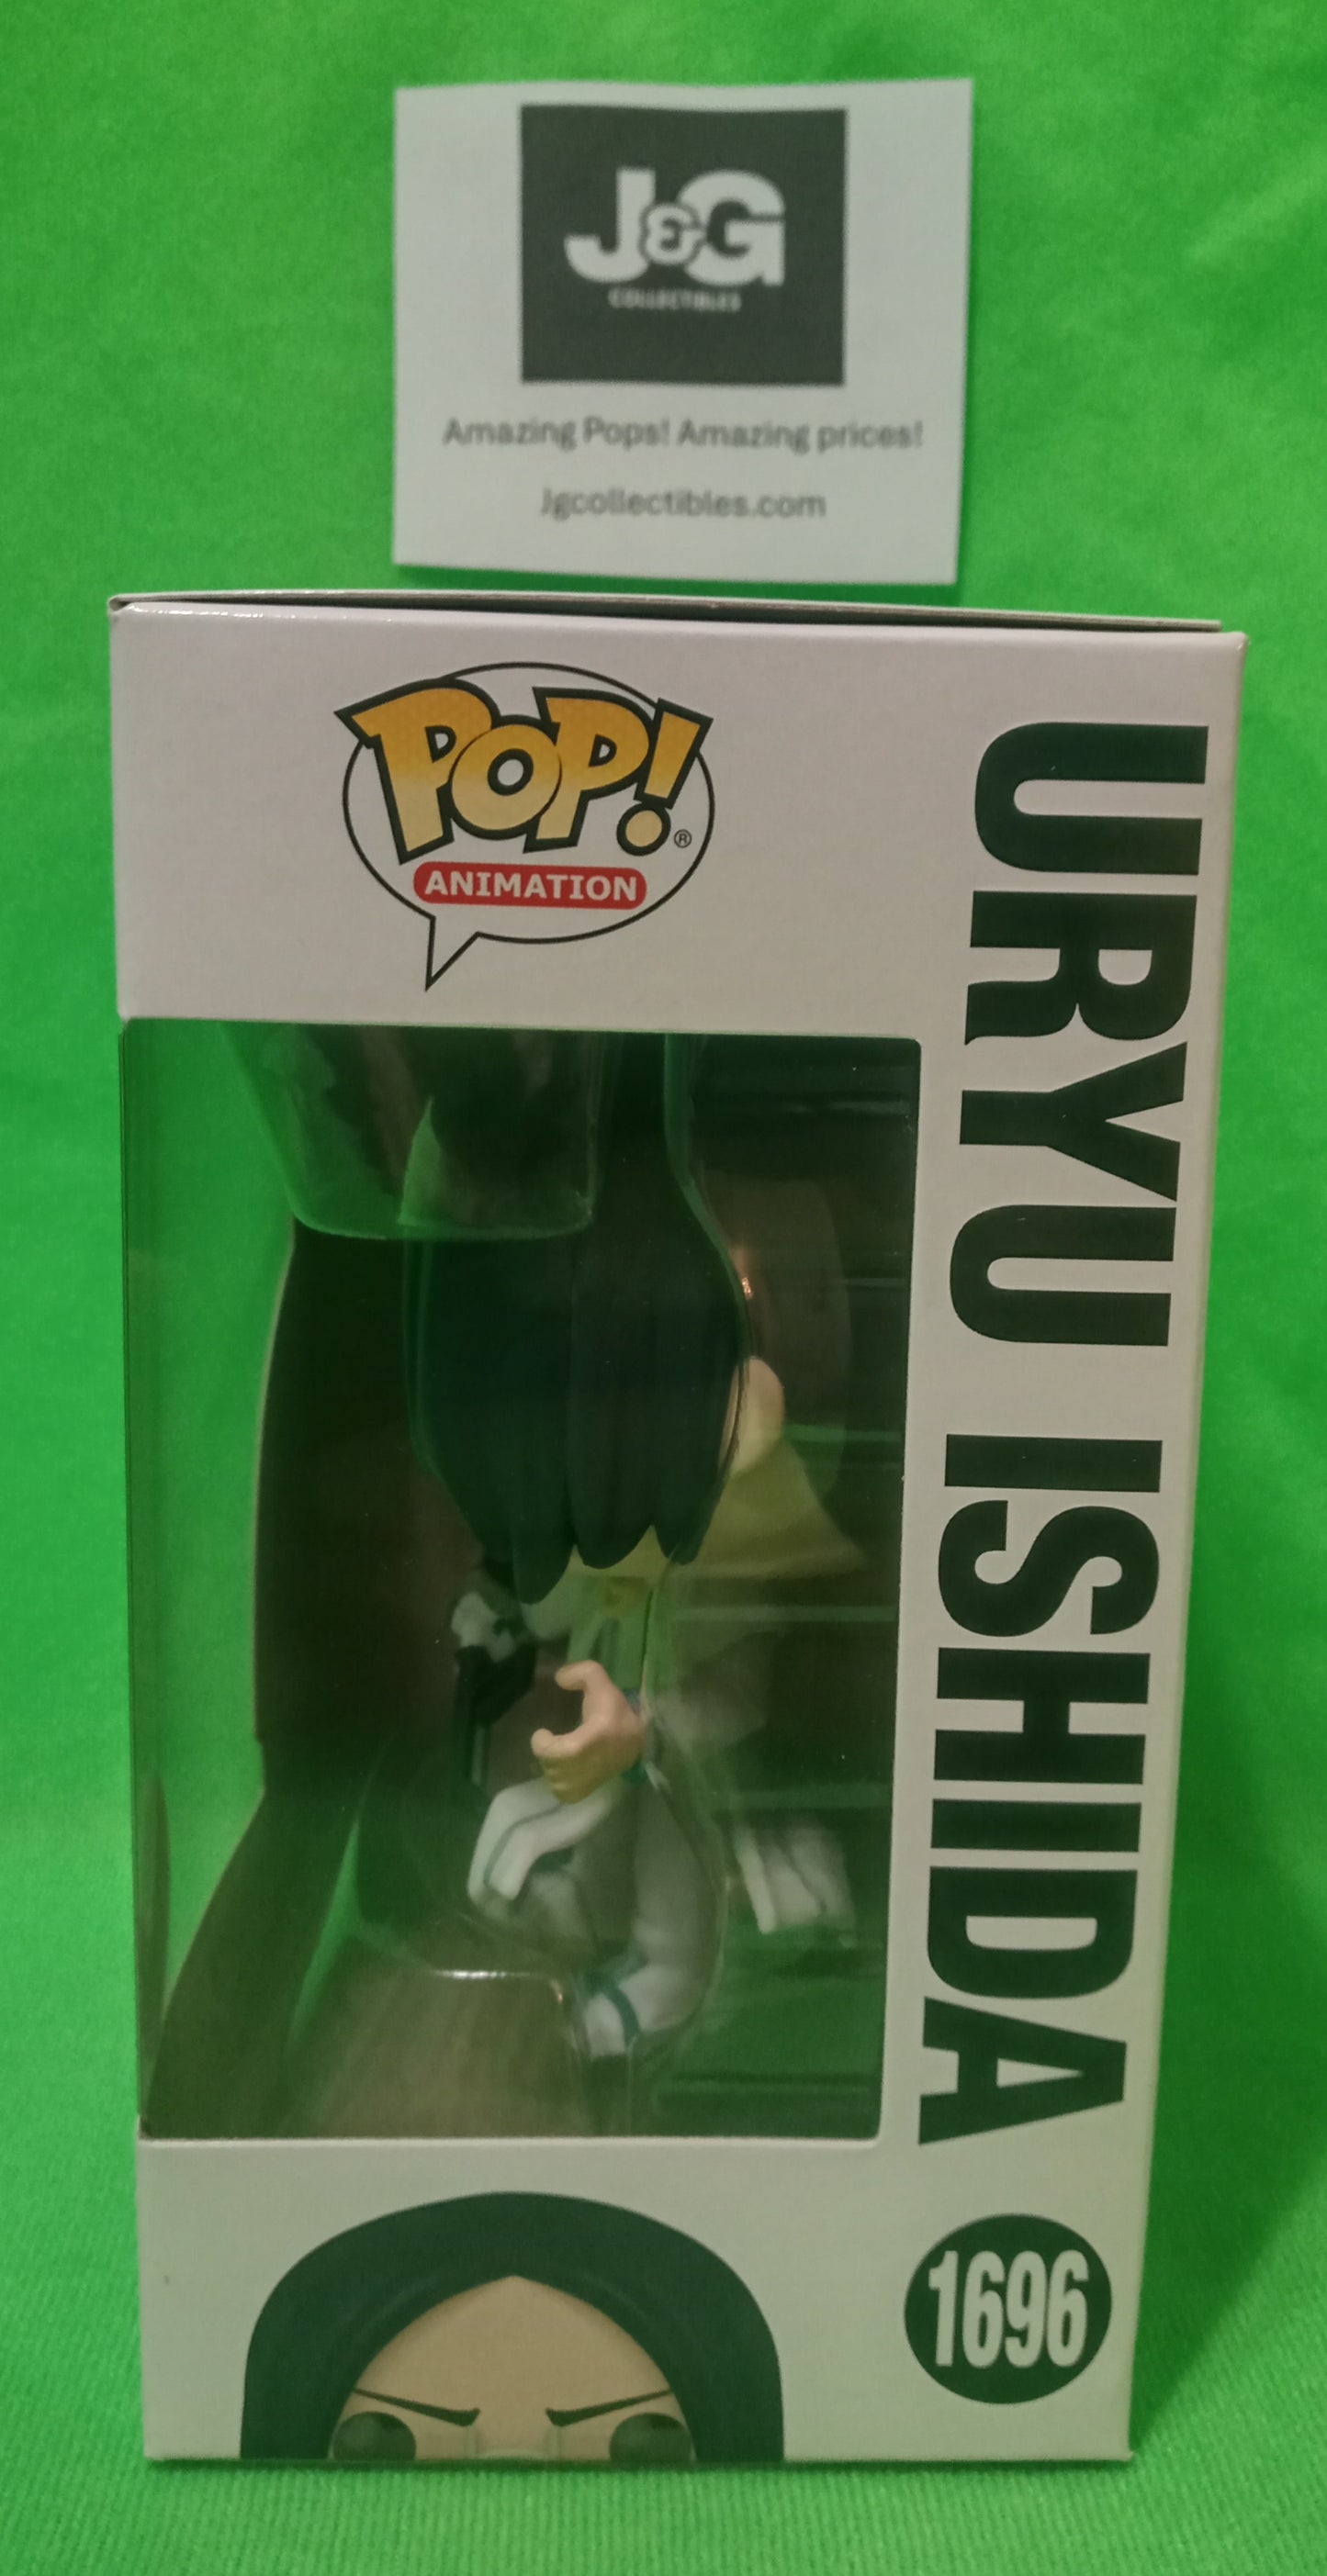 J&G
COLLECTIBLES
Amazing Pops! Amazing prices!
Jgcollectibles.com
POP!®
ANIMATION
URYU ISHIDA
1696